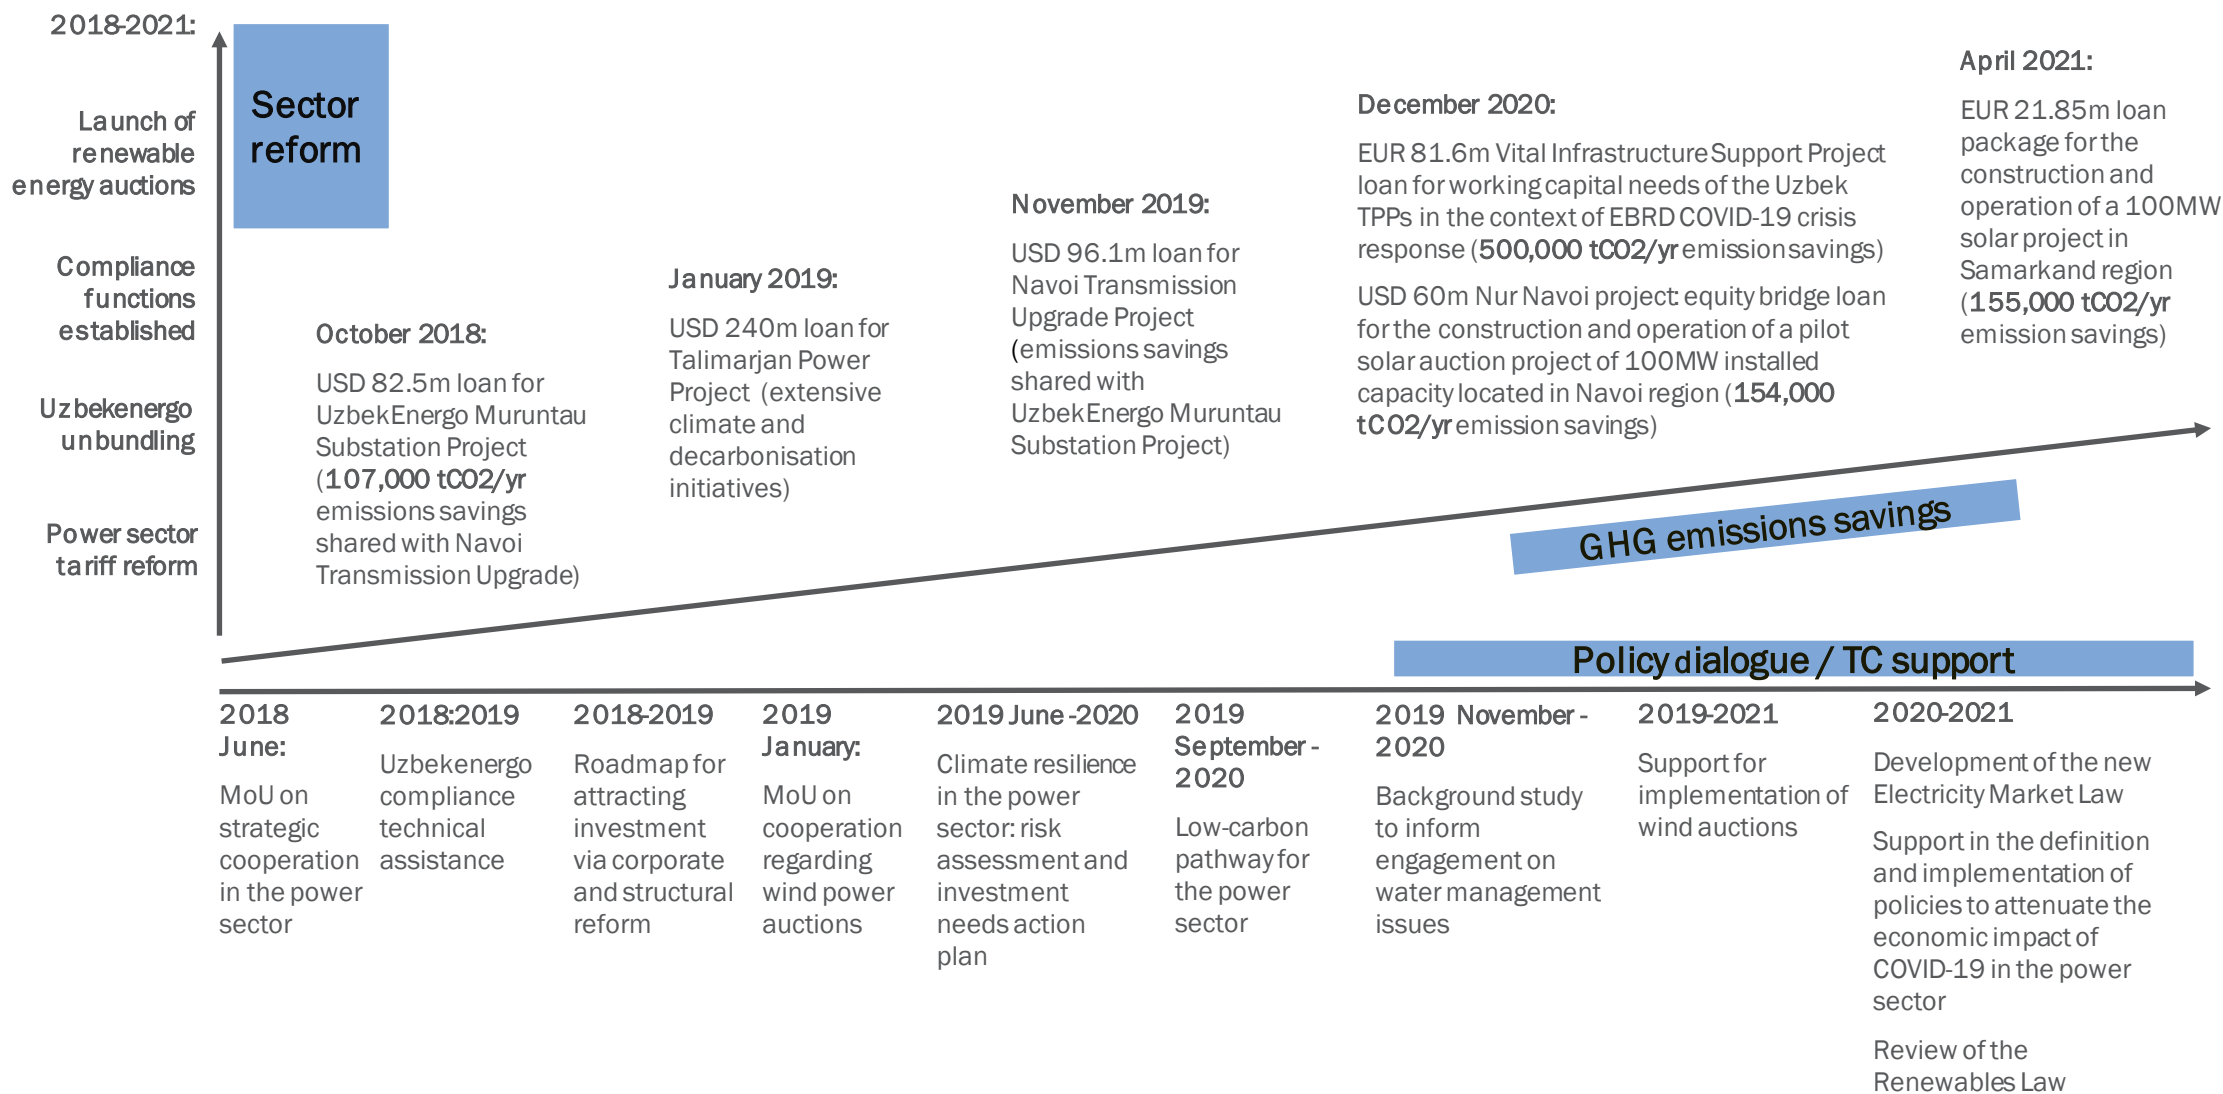 2018-2021:
Launch of
renewable
energy auctions
Compliance
functions
established
Uzbekenergo
unbundling
Power sector
tariff reform
Sector
reform
October 2018:
USD 82.5m loan for
UzbekEnergo Muruntau
Substation Project
(107,000 tCO2/yr
emissions savings
shared with Navoi
Transmission Upgrade)
January 2019:
USD 240m loan for
Talimarjan Power
Project (extensive
climate and
decarbonisation
initiatives)
November 2019:
USD 96.1m loan for
Navoi Transmission
Upgrade Project
(emissions savings
shared with
UzbekEnergo Muruntau
Substation Project)
December 2020:
EUR 81.6m Vital Infrastructure Support Project
loan for working capital needs of the Uzbek
TPPs in the context of EBRD COVID-19 crisis
response (500,000 tCO2/yr emission savings)
USD 60m Nur Navoi project: equity bridge loan
for the construction and operation of a pilot
solar auction project of 100MW installed
capacity located in Navoi region (154,000
tCO2/yr emission savings)
April 2021:
EUR 21.85m loan
package for the
construction and
operation of a 100MW
solar project in
Samarkand region
(155,000 tCO2/yr
emission savings)
GHG emissions savings
Policy dialogue / TC support
2018
June:
MoU on
strategic
cooperation
in the power
sector
2018:2019
Uzbekenergo
compliance
technical
assistance
2018-2019
Roadmap for
attracting
investment
via corporate
and structural
reform
2019
January:
MoU on
cooperation
regarding
wind power
auctions
2019 June -2020
Climate resilience
in the power
sector: risk
assessment and
investment
needs action
plan
2019
September -
2020
Low-carbon
pathway for
the power
sector
2019 November -
2020
Background study
to inform
engagement on
water management
issues
2019-2021
Support for
implementation of
wind auctions
2020-2021
Development of the new
Electricity Market Law
Support in the definition
and implementation of
policies to attenuate the
economic impact of
COVID-19 in the power
sector
Review of the
Renewables Law